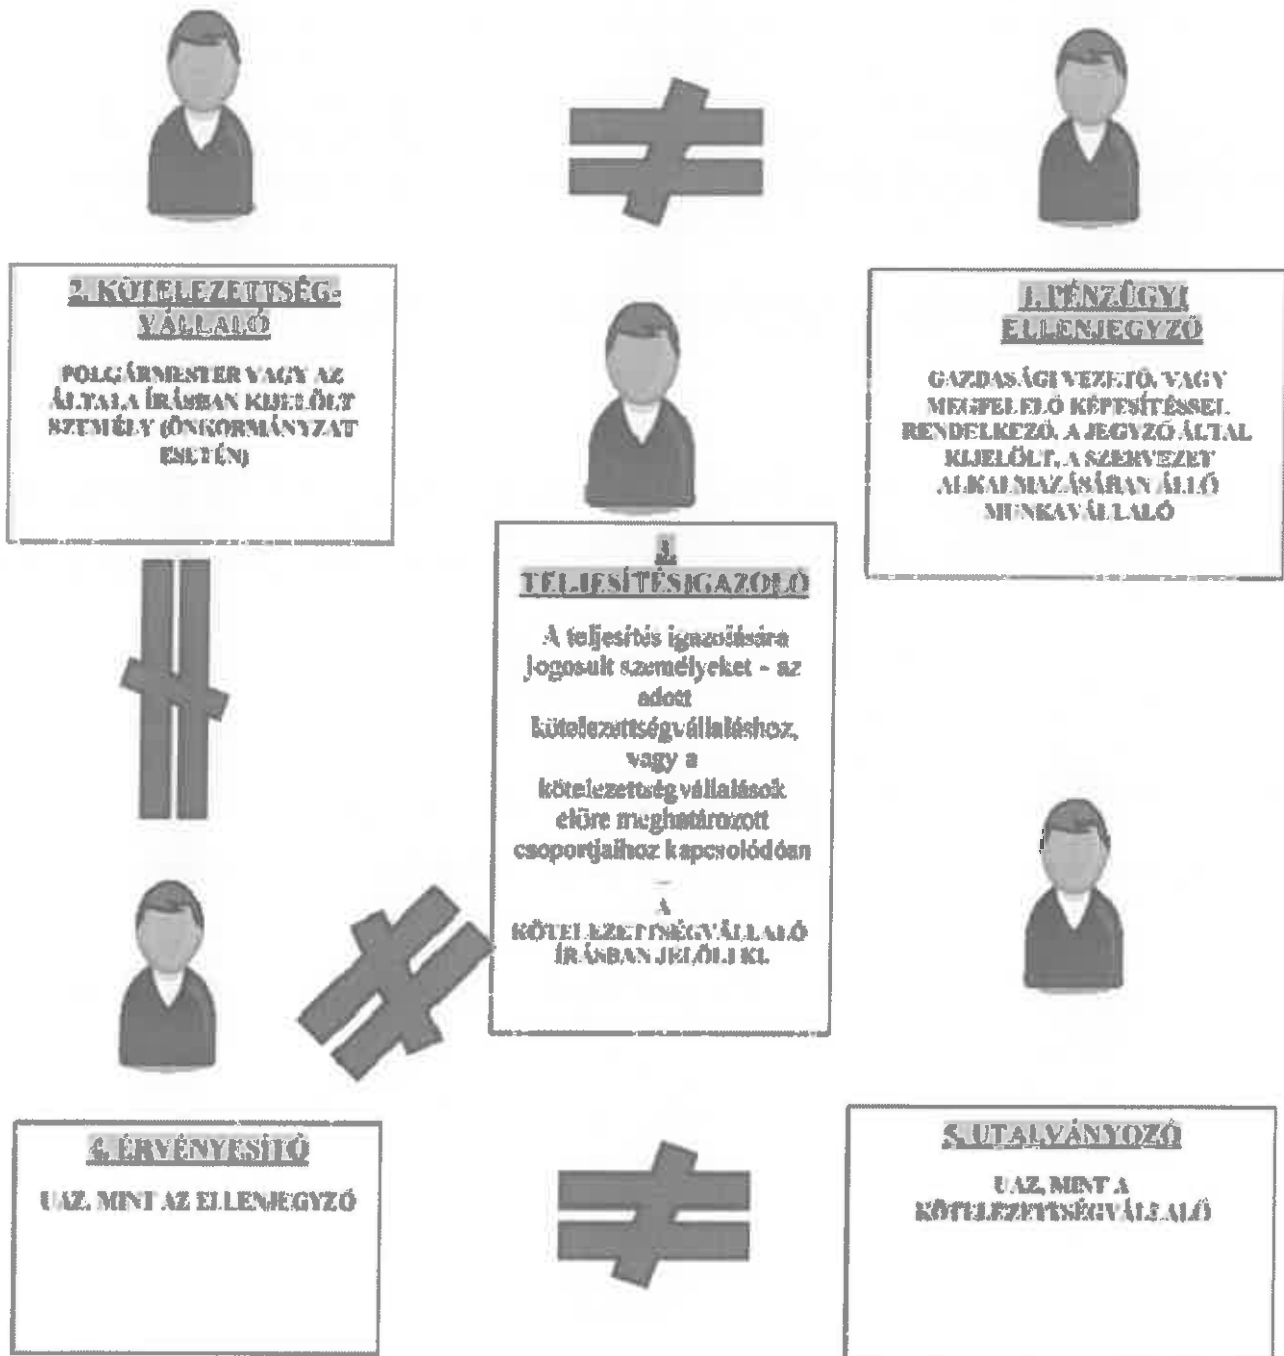 2. KÖTELEZETTSÉG-
VÁLLALÓ
POLGÁRMESTER VAGY AZ
ÁLTALA ÍRÁSBAN KIJELÖLT
SZEMÉLY (ÖNKORMÁNYZAT
ESETÉN)
1. PÉNZÜGYI
ELLENJEGYZŐ
GAZDASÁGI VEZETŐ, VAGY
MEGFELELŐ KÉPESÍTÉSSEL
RENDELKEZŐ, A JEGYZŐ ÁLTAL
KIJELÖLT, A SZERVEZET
ALKALMAZÁSÁBAN ÁLLÓ
MUNKAVÁLLALÓ
3.
TELJESÍTÉSIGAZOLÓ
A teljesítés igazolására
jogosult személyeket – az
adott
kötelezettségvállaláshoz,
vagy a
kötelezettségvállalások
előre meghatározott
csoportjaihoz kapcsolódóan
–
A
KÖTELEZETTSÉGVÁLLALÓ
ÍRÁSBAN JELÖLI KI.
4. ÉRVÉNYESÍTŐ
UAZ, MINT AZ ELLENJEGYZŐ
5. UTALVÁNYOZÓ
UAZ, MINT A
KÖTELEZETTSÉGVÁLLALÓ